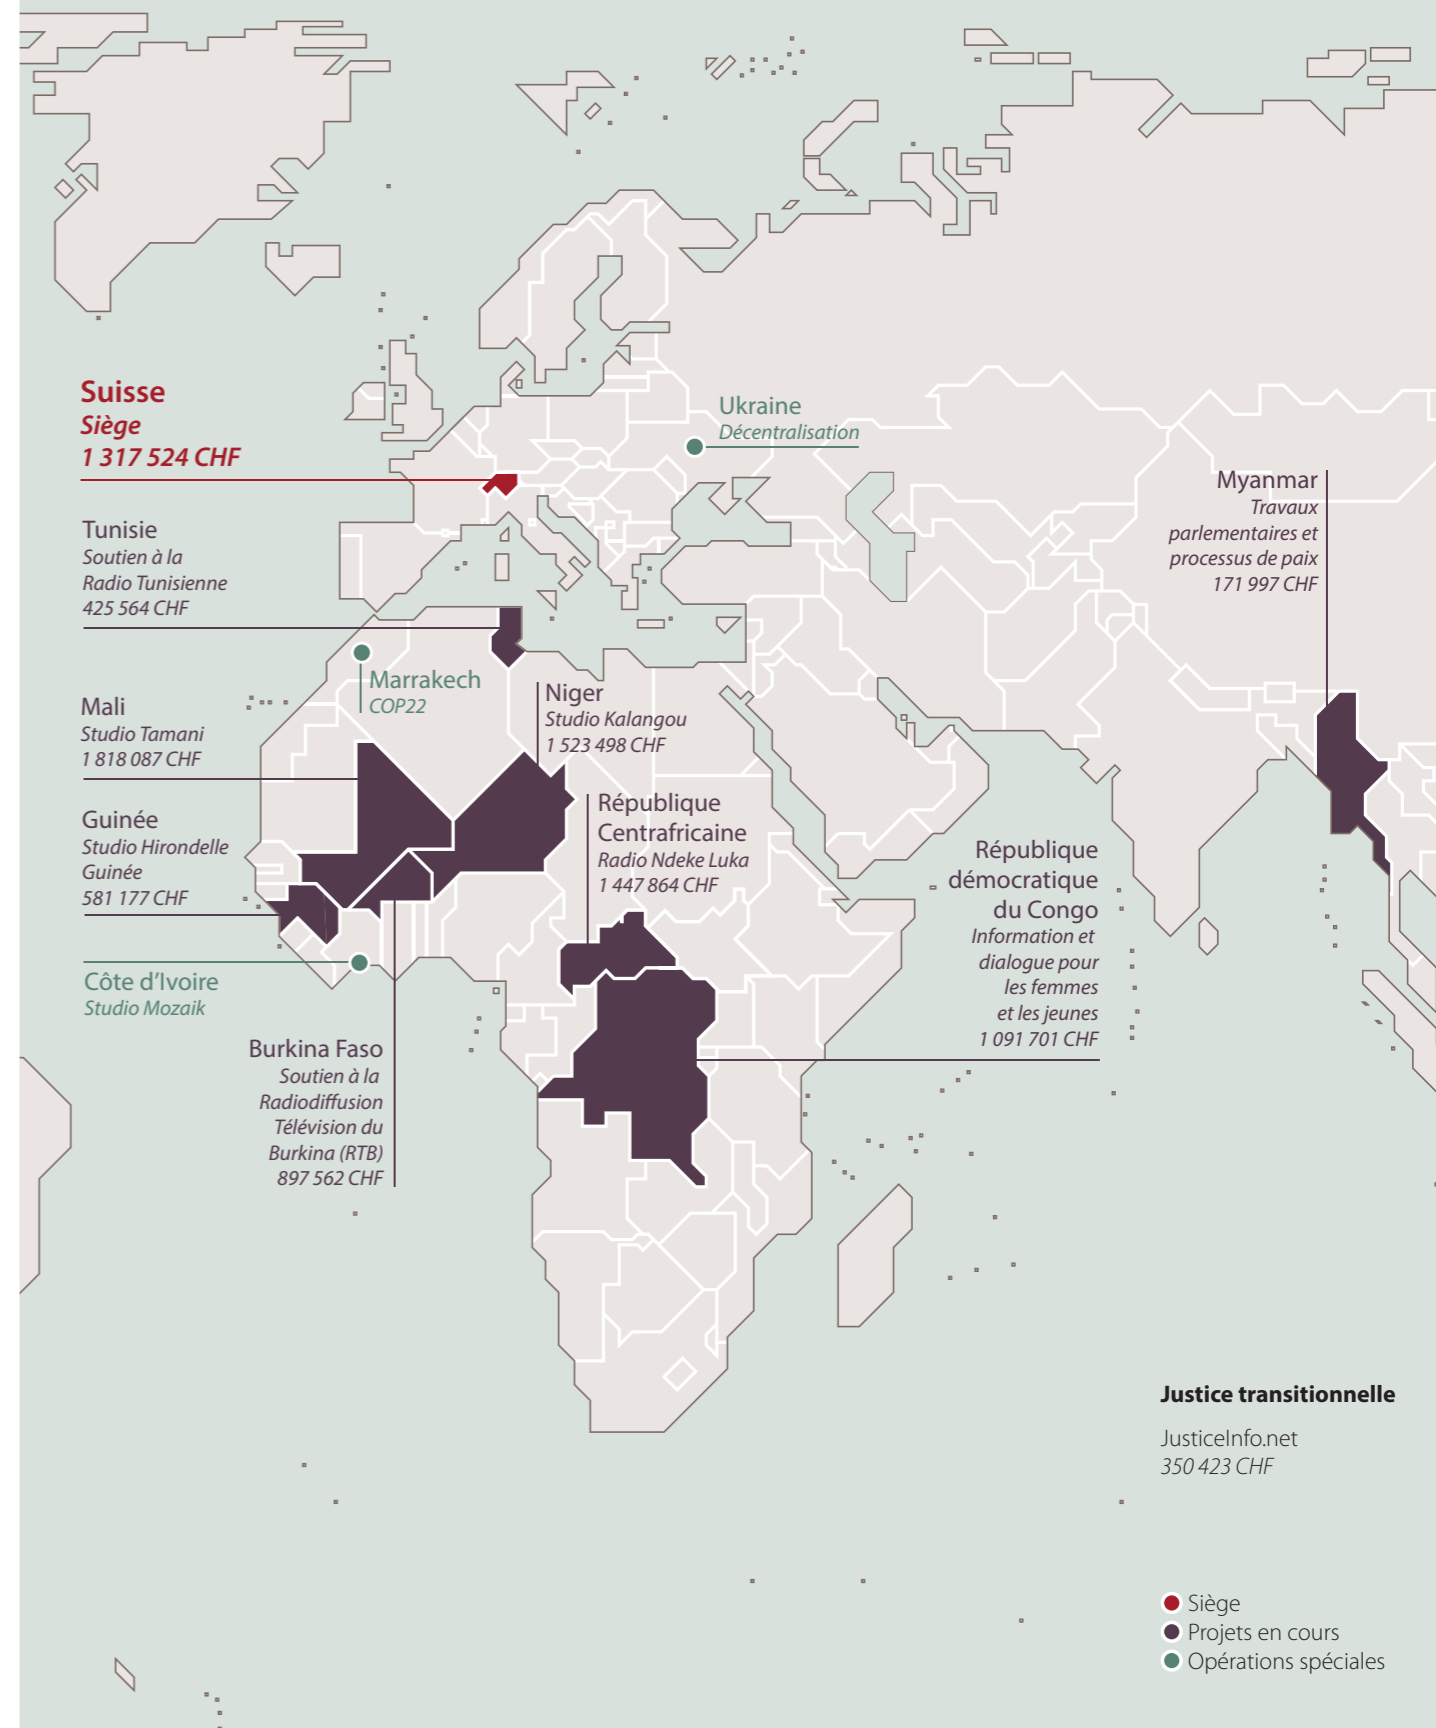 Suisse
Siège
1 317 524 CHF
Ukraine
Décentralisation
Myanmar
Travaux
parlementaires et
processus de paix
171 997 CHF
Tunisie
Soutien à la
Radio Tunisienne
425 564 CHF
Marrakech
COP22
Mali
Studio Tamani
1 818 087 CHF
Niger
Studio Kalangou
1 523 498 CHF
Guinée
Studio Hirondelle
Guinée
581 177 CHF
République
Centrafricaine
Radio Ndeke Luka
1 447 864 CHF
République
démocratique
du Congo
Information et
dialogue pour
les femmes
et les jeunes
1 091 701 CHF
Côte d'Ivoire
Studio Mozaik
Burkina Faso
Soutien à la
Radiodiffusion
Télévision du
Burkina (RTB)
897 562 CHF
Justice transitionnelle
JusticeInfo.net
350 423 CHF
Siège
Projets en cours
Opérations spéciales